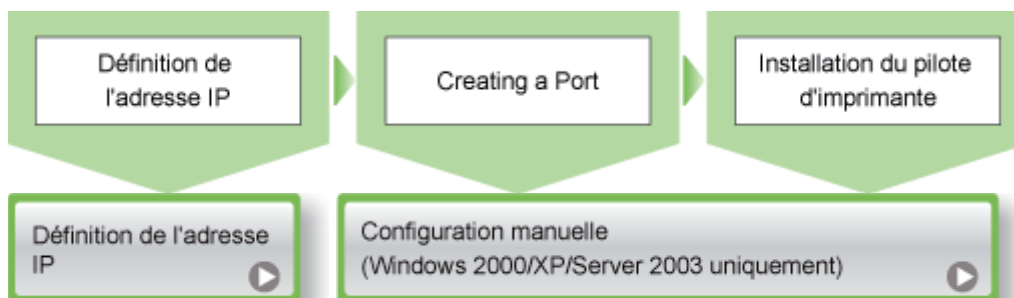 Définition de
l'adresse IP
Creating a Port
Installation du pilote
d'imprimante
Définition de l'adresse
IP
Configuration manuelle
(Windows 2000/XP/Server 2003 uniquement)